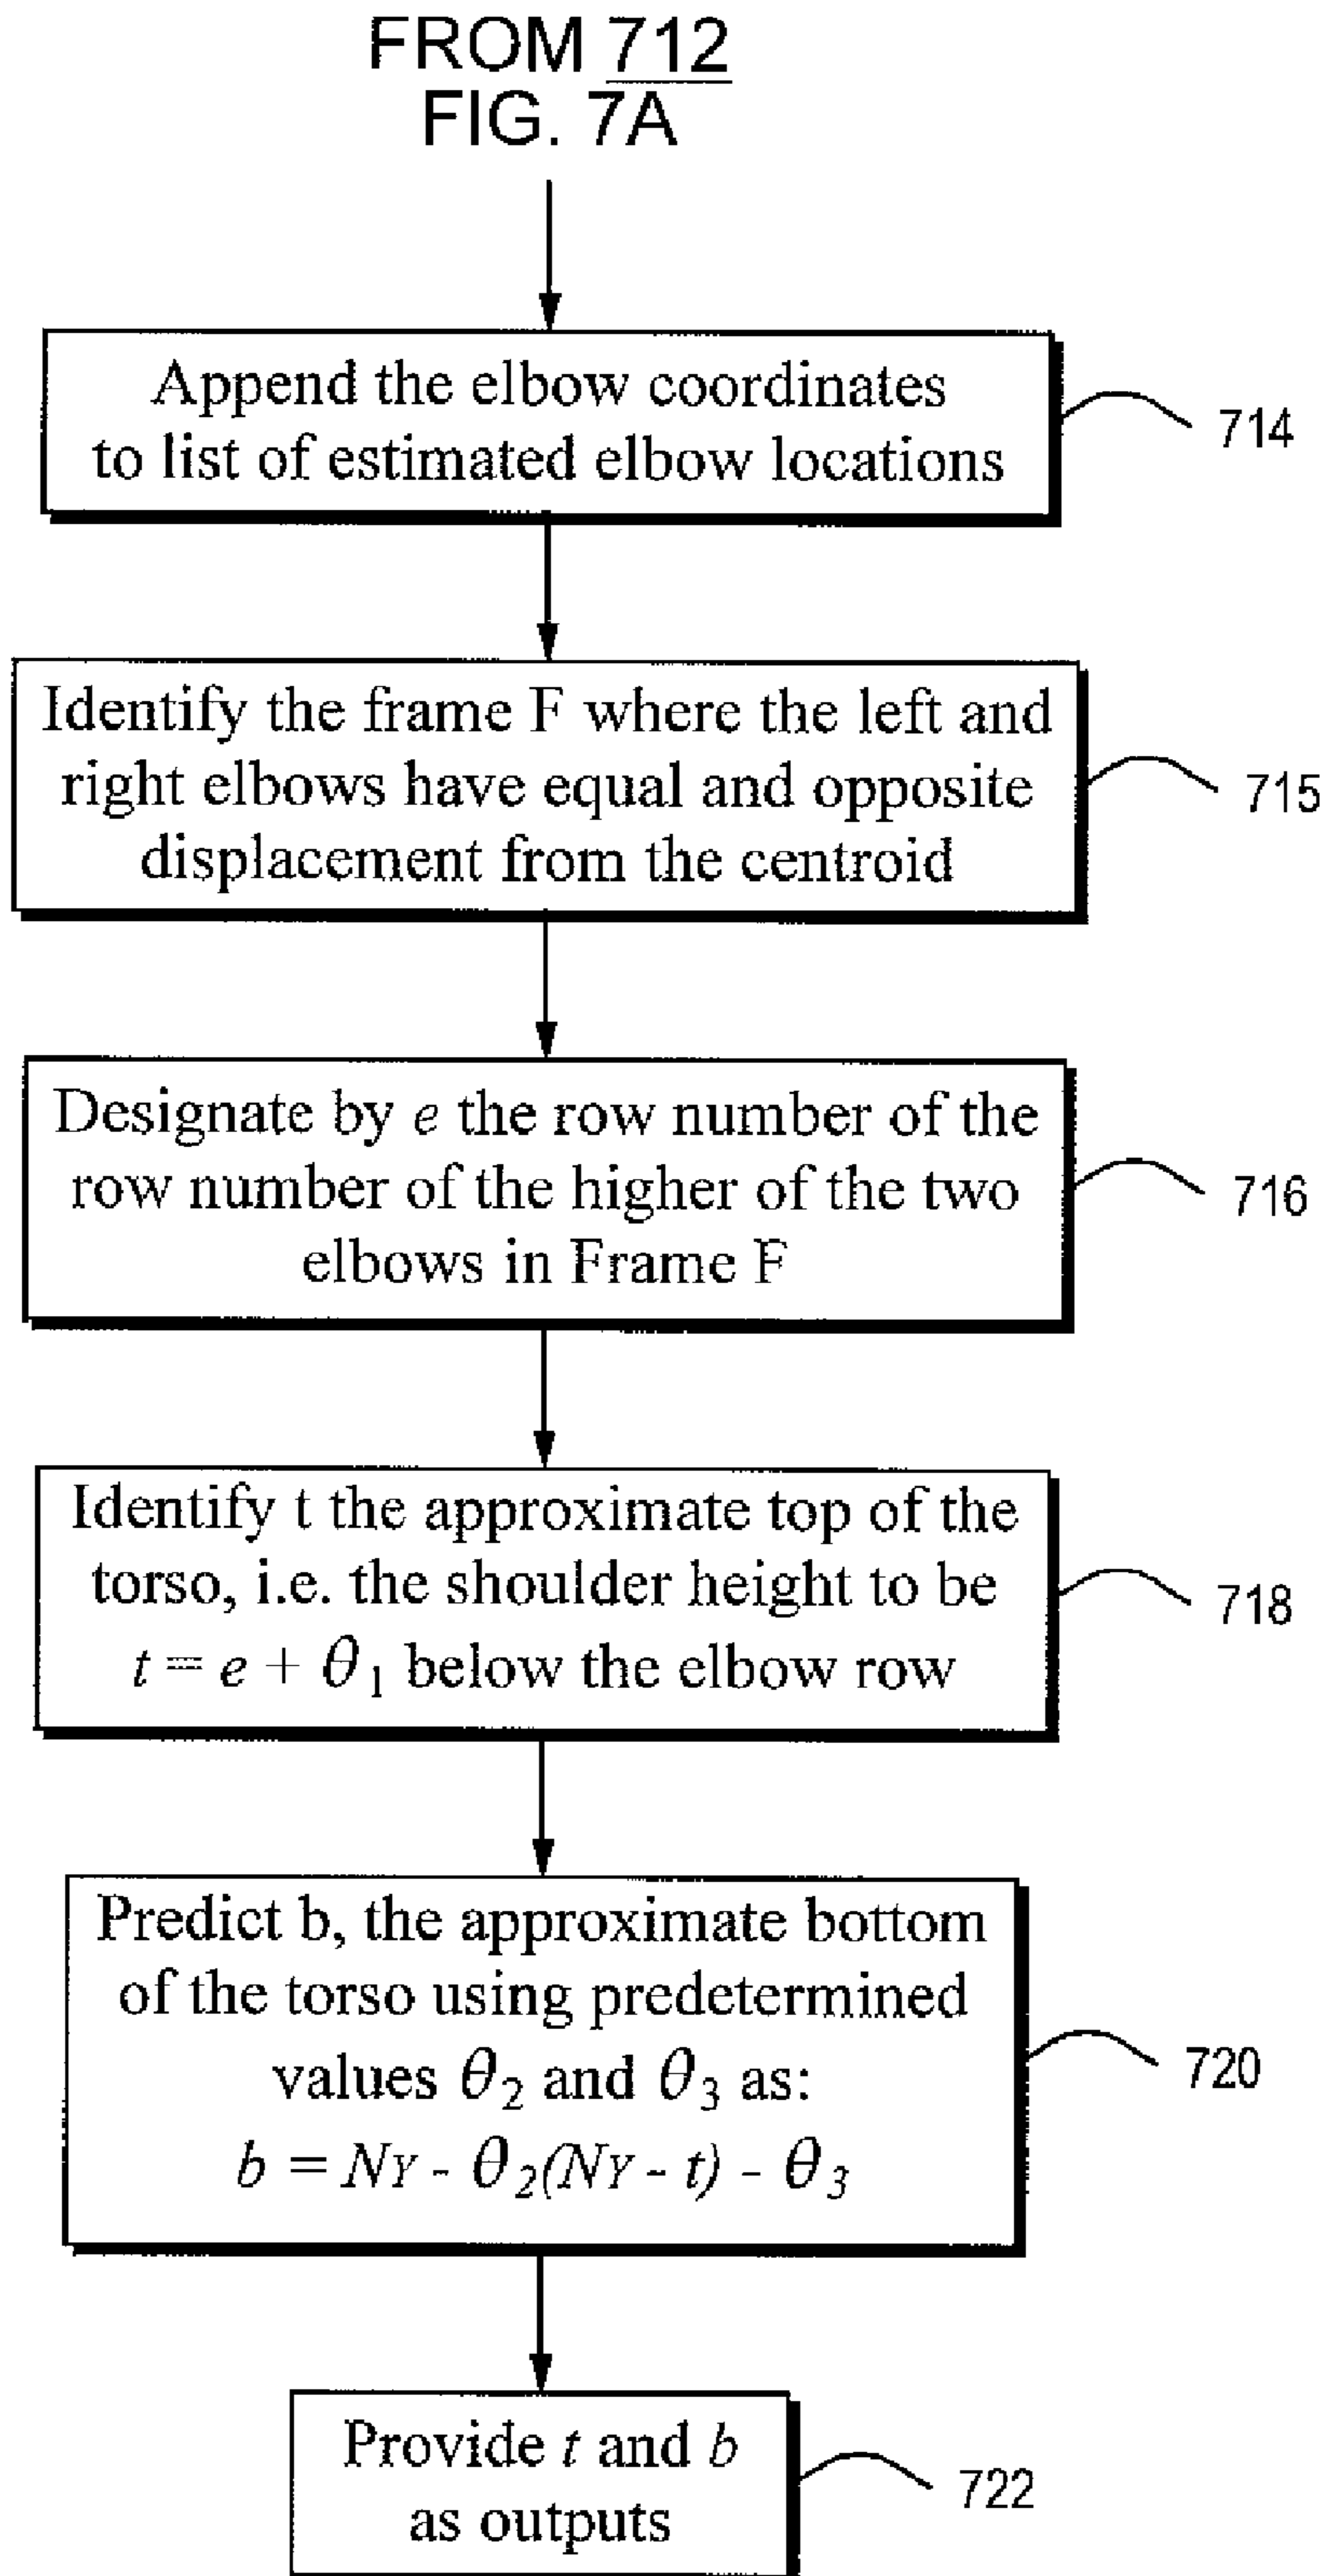 FROM 712
FIG. 7A
Append the elbow coordinates
to list of estimated elbow locations
714
Identify the frame F where the left and
right elbows have equal and opposite
displacement from the centroid
715
Designate by e the row number of the
row number of the higher of the two
elbows in Frame F
716
Identify t the approximate top of the
torso, i.e. the shoulder height to be
t = e + θ1 below the elbow row
718
Predict b, the approximate bottom
of the torso using predetermined
values θ2 and θ3 as:
b = NY - θ2(NY - t) - θ3
720
Provide t and b
as outputs
722